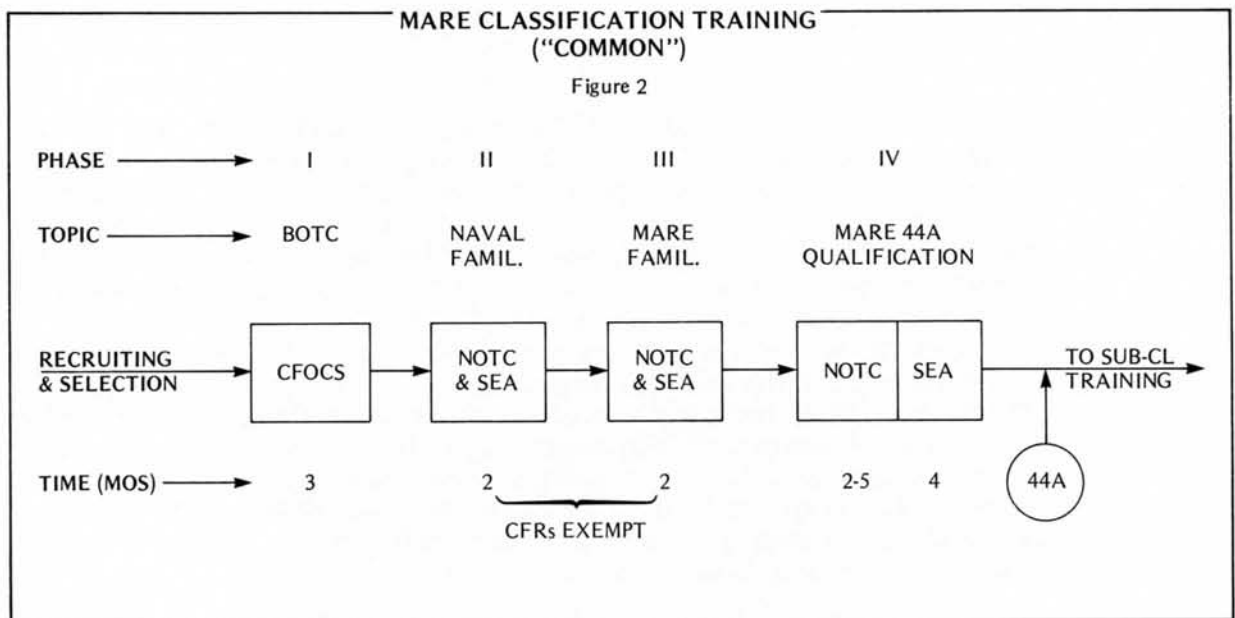 MARE CLASSIFICATION TRAINING
("COMMON")
Figure 2
PHASE I II III IV
TOPIC BOTC NAVAL FAMIL. MARE FAMIL. MARE 44A QUALIFICATION
RECRUITING & SELECTION CFOCS NOTC & SEA NOTC & SEA NOTC SEA TO SUB-CL TRAINING
TIME (MOS) 3 2 2 2-5 4 44A
CFRs EXEMPT